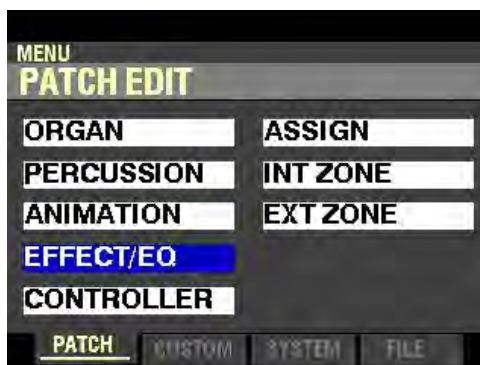 MENU
PATCH EDIT
ORGAN
PERCUSSION
ANIMATION
EFFECT/EQ
CONTROLLER
ASSIGN
INT ZONE
EXT ZONE
PATCH CUSTOM SYSTEM FILE